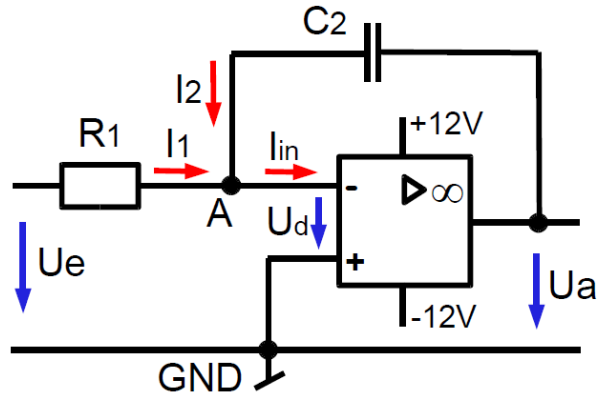 C2
I2
+12V
R1
I1
Iin
- ∞
A
Ud
+
Ue
Ua
-12V
GND